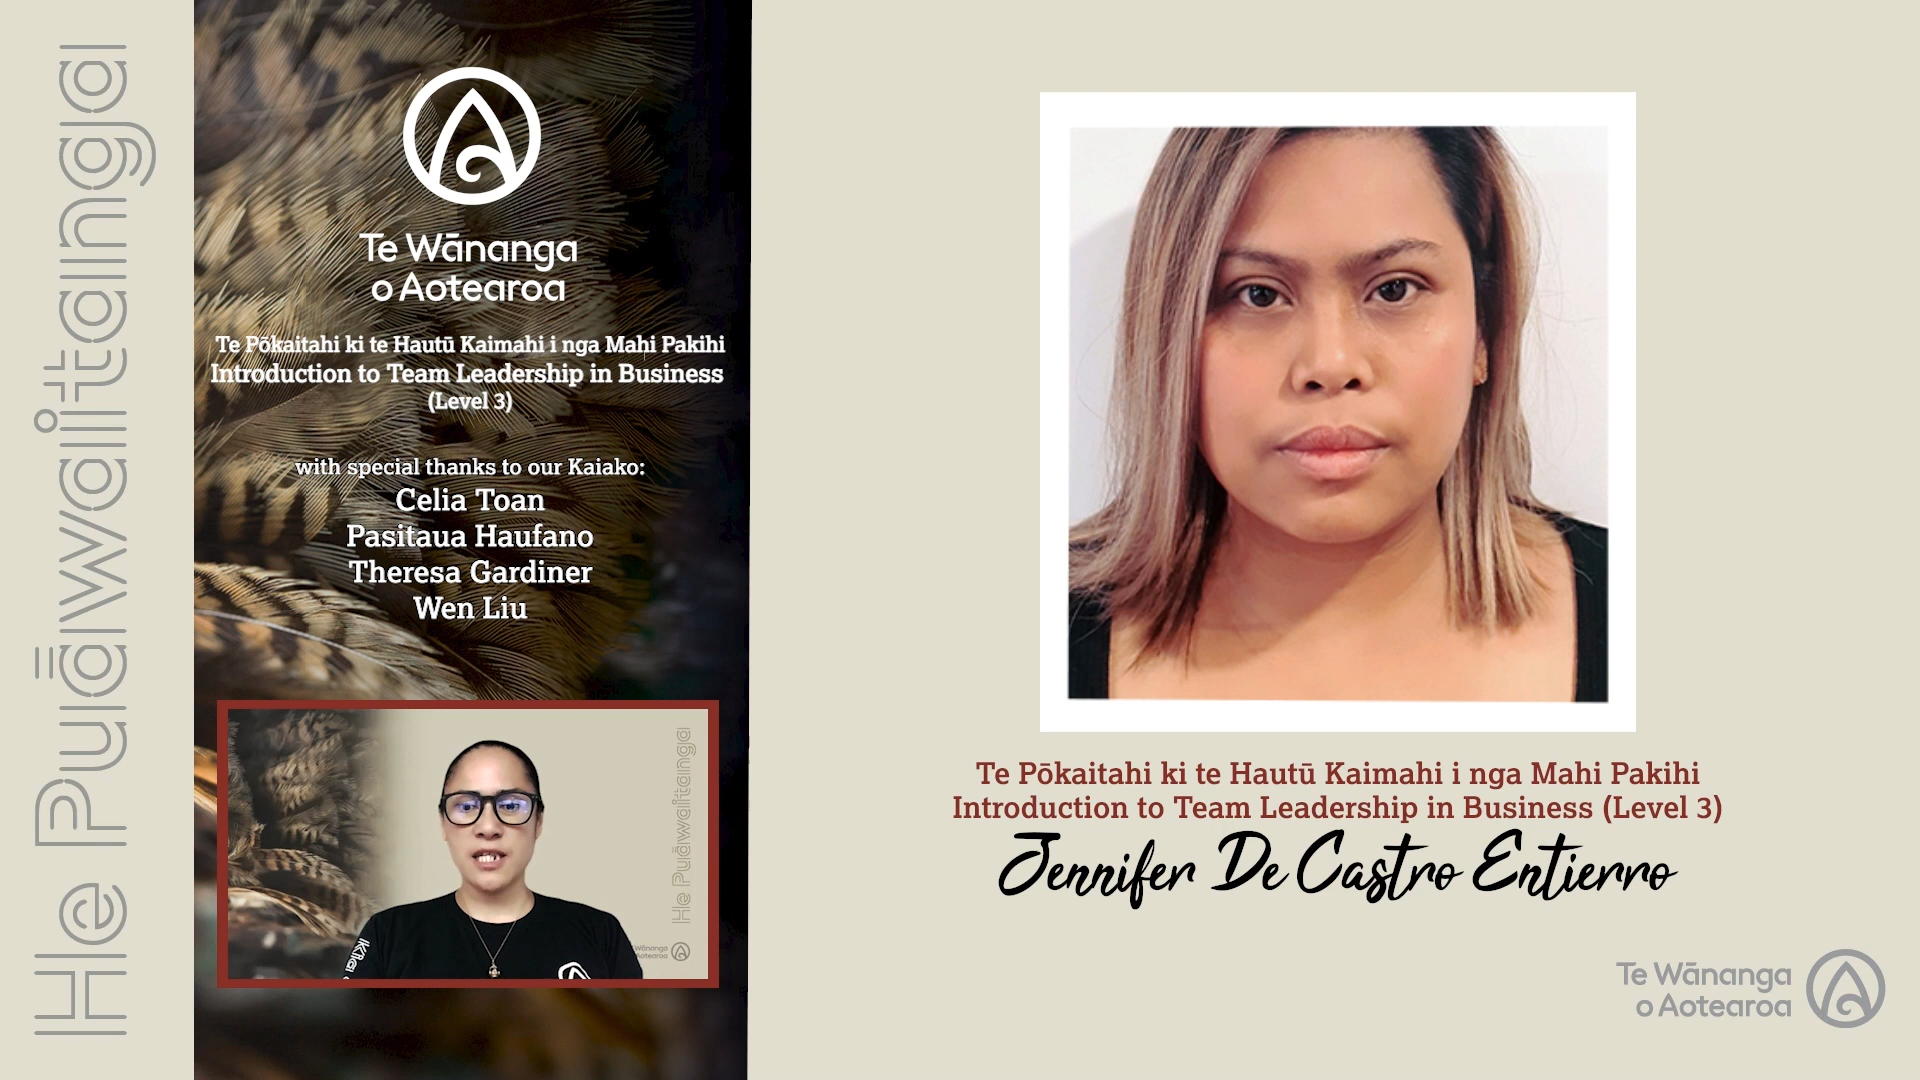 He Puāwaitanga
Te Wānanga
o Aotearoa
Te Pōkaitahi ki te Hautū Kaimahi i nga Mahi Pakihi
Introduction to Team Leadership in Business
(Level 3)
with special thanks to our Kaiako:
Celia Toan
Pasitaua Haufano
Theresa Gardiner
Wen Liu
He Puāwaitanga
Wānanga
Aotearoa
Te Pōkaitahi ki te Hautū Kaimahi i nga Mahi Pakihi
Introduction to Team Leadership in Business (Level 3)
Jennifer De Castro Entierro
Te Wānanga
o Aotearoa